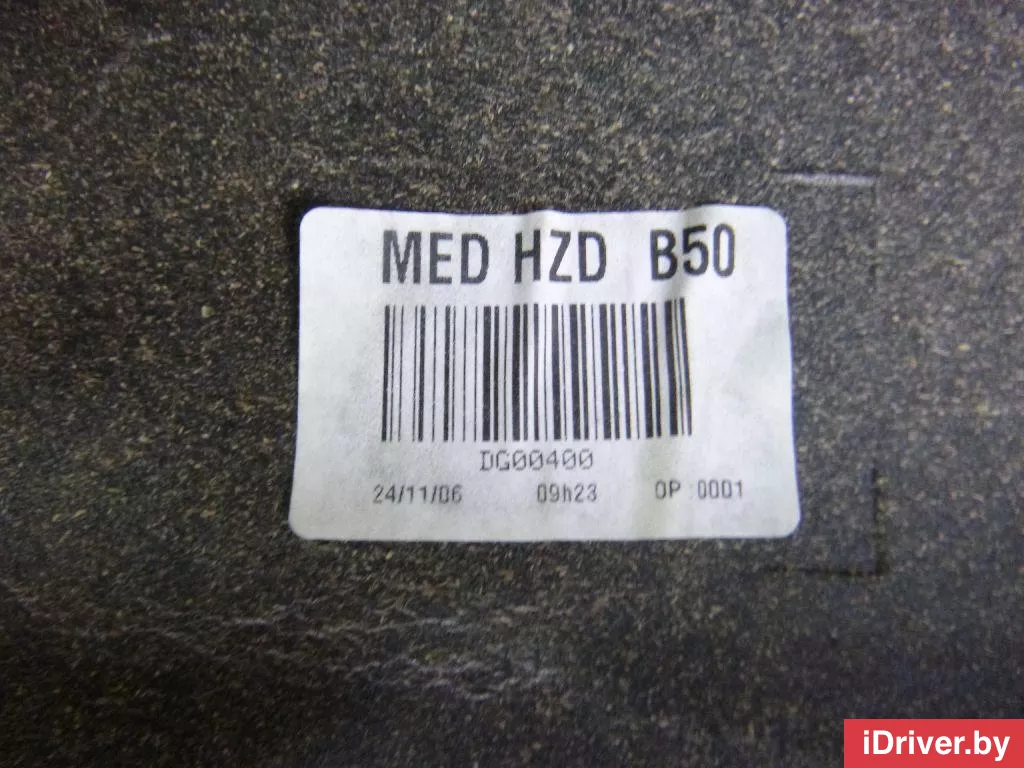 MED HZD B50
DG00400
24/11/06 09h23 OP :0001
iDriver.by